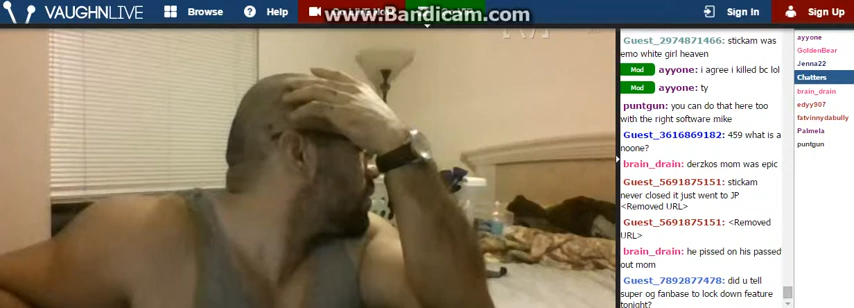 VAUGHNLIVE
Browse
Help
www.Bandicam.com
Sign In
Sign Up
Guest_2974871466: stickam was
emo white girl heaven
Mod ayyone: i agree i killed bc lol
Mod ayyone: ty
puntgun: you can do that here too
with the right software mike
Guest_3616869182: 459 what is a
noone?
brain_drain: derzkos mom was epic
Guest_5691875151: stickam
never closed it just went to JP
<Removed URL>
Guest_5691875151: <Removed
URL>
brain_drain: he pissed on his passed
out mom
Guest_7892877478: did u tell
super og fanbase to lock down feature
tonight?
ayyone
GoldenBear
Jenna22
Chatters
brain_drain
edyy907
fatvinnydabully
Palmela
puntgun